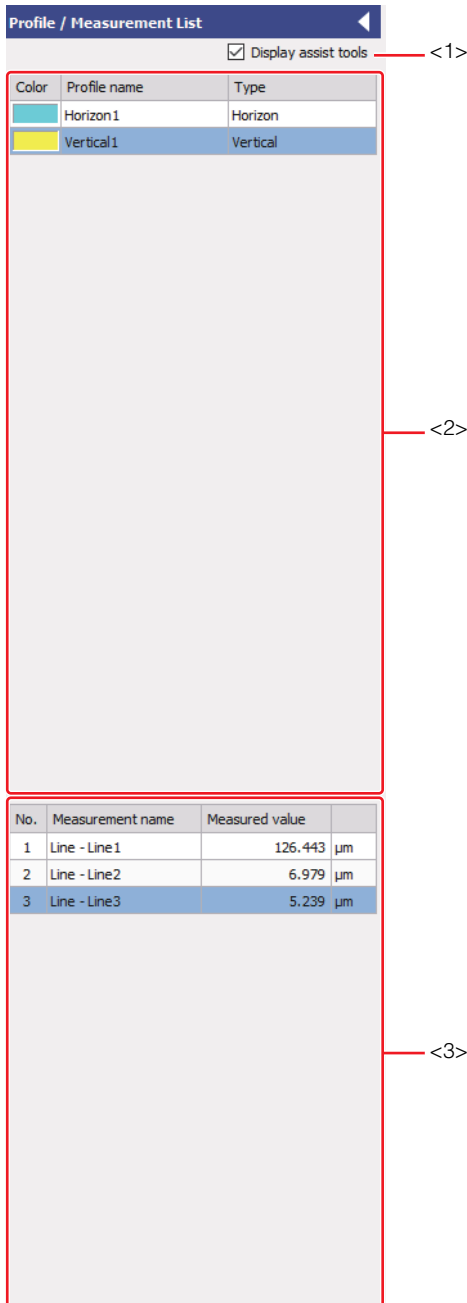 Profile / Measurement List
Display assist tools <1>
Color Profile name Type
Horizon1 Horizon
Vertical1 Vertical
<2>
No. Measurement name Measured value
1 Line - Line1 126.443 µm
2 Line - Line2 6.979 µm
3 Line - Line3 5.239 µm
<3>